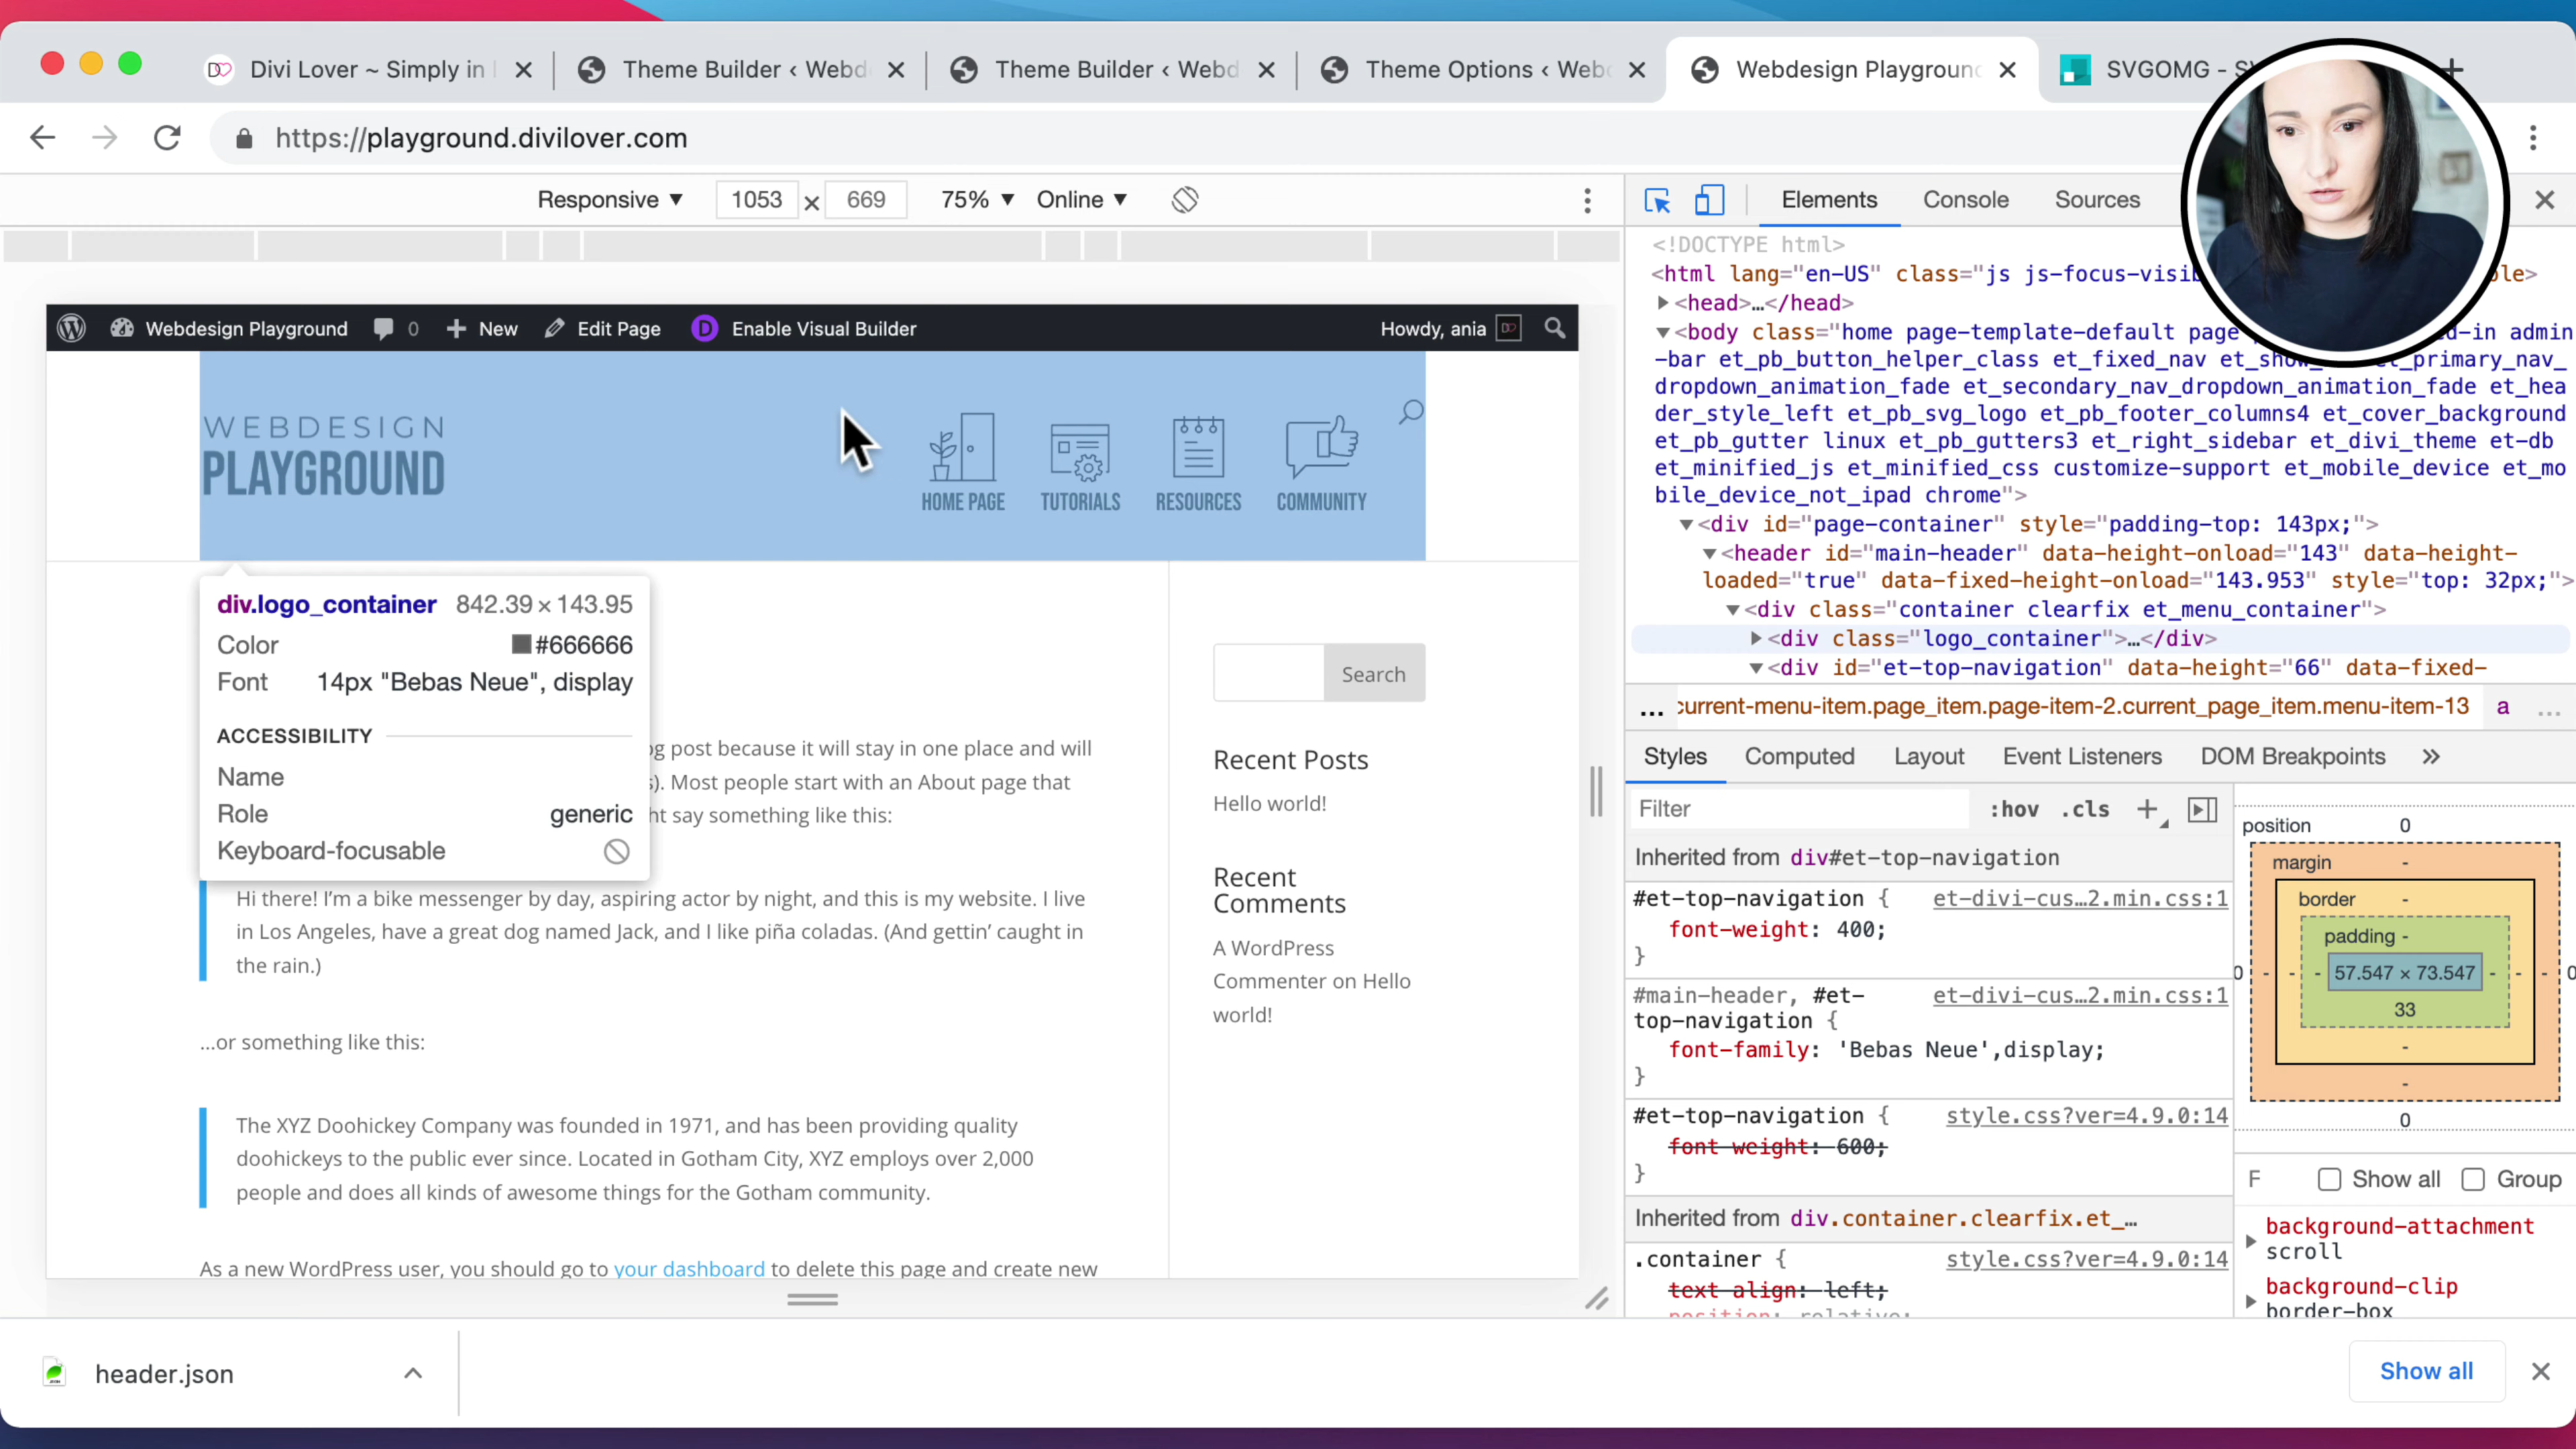 Divi Lover ~ Simply in
Theme Builder ‹ Webd
Theme Builder ‹ Webd
Theme Options ‹ Web
Webdesign Playground
SVGOMG - SV
https://playground.divilover.com
Responsive ▼ 1053 × 669 75% ▼ Online ▼
Elements Console Sources
Webdesign Playground 0 + New Edit Page D Enable Visual Builder Howdy, ania
WEBDESIGN
PLAYGROUND
HOME PAGE TUTORIALS RESOURCES COMMUNITY
div.logo_container 842.39 × 143.95
Color #666666
Font 14px "Bebas Neue", display
ACCESSIBILITY
Name
Role generic
Keyboard-focusable
og post because it will stay in one place and will
s). Most people start with an About page that
ht say something like this:
Hi there! I’m a bike messenger by day, aspiring actor by night, and this is my website. I live
in Los Angeles, have a great dog named Jack, and I like piña coladas. (And gettin’ caught in
the rain.)
...or something like this:
The XYZ Doohickey Company was founded in 1971, and has been providing quality
doohickeys to the public ever since. Located in Gotham City, XYZ employs over 2,000
people and does all kinds of awesome things for the Gotham community.
As a new WordPress user, you should go to your dashboard to delete this page and create new
Search
Recent Posts
Hello world!
Recent
Comments
A WordPress
Commenter on Hello
world!
<!DOCTYPE html>
<html lang="en-US" class="js js-focus-visib le>
<head>…</head>
<body class="home page-template-default page d-in admin
-bar et_pb_button_helper_class et_fixed_nav et_show_ et_primary_nav_
dropdown_animation_fade et_secondary_nav_dropdown_animation_fade et_hea
der_style_left et_pb_svg_logo et_pb_footer_columns4 et_cover_background
et_pb_gutter linux et_pb_gutters3 et_right_sidebar et_divi_theme et-db
et_minified_js et_minified_css customize-support et_mobile_device et_mo
bile_device_not_ipad chrome">
<div id="page-container" style="padding-top: 143px;">
<header id="main-header" data-height-onload="143" data-height-
loaded="true" data-fixed-height-onload="143.953" style="top: 32px;">
<div class="container clearfix et_menu_container">
<div class="logo_container">…</div>
<div id="et-top-navigation" data-height="66" data-fixed-
... current-menu-item.page_item.page-item-2.current_page_item.menu-item-13 a ...
Styles Computed Layout Event Listeners DOM Breakpoints »
Filter :hov .cls +
Inherited from div#et-top-navigation
#et-top-navigation { et-divi-cus…2.min.css:1
font-weight: 400;
}
#main-header, #et- et-divi-cus…2.min.css:1
top-navigation {
font-family: 'Bebas Neue',display;
}
#et-top-navigation { style.css?ver=4.9.0:14
font-weight: 600;
}
Inherited from div.container.clearfix.et_…
.container { style.css?ver=4.9.0:14
text-align: left;
position: relative;
position 0
margin -
border -
padding -
0 - - - 57.547 × 73.547 - - - 0
33
-
-
0
F Show all Group
background-attachment
scroll
background-clip
border-box
header.json
Show all